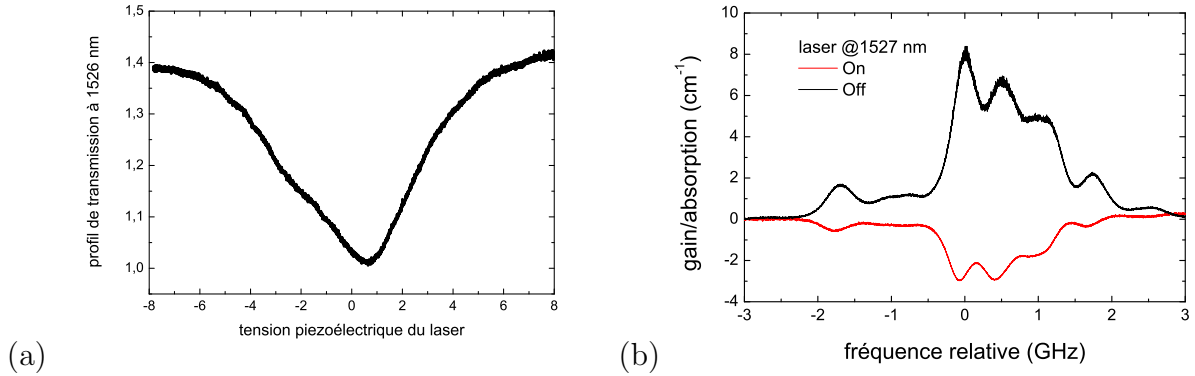 1,5
1,4
1,3
1,2
1,1
1,0
-8 -6 -4 -2 0 2 4 6 8
profil de transmission à 1526 nm
tension piezoélectrique du laser
(a)
10
8
6
4
2
0
-2
-4
-3 -2 -1 0 1 2 3
gain/absorption (cm-1)
laser @1527 nm
On
Off
fréquence relative (GHz)
(b)